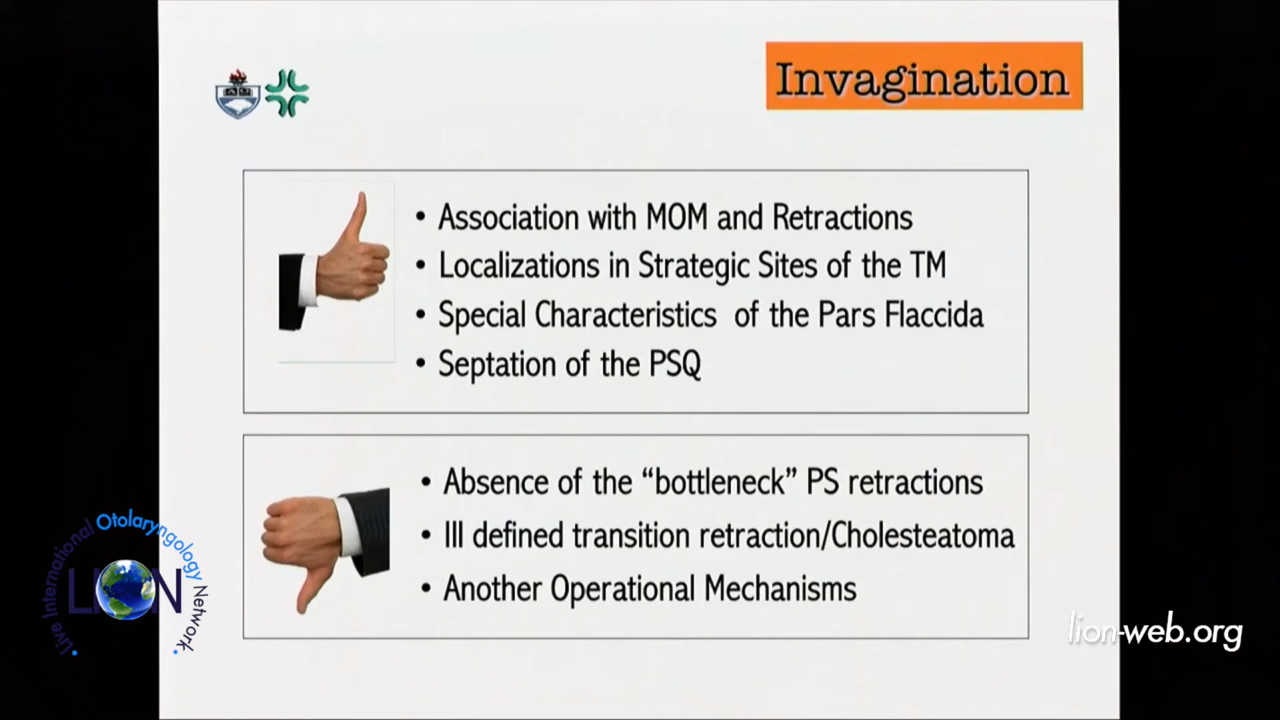 Invagination
• Association with MOM and Retractions
• Localizations in Strategic Sites of the TM
• Special Characteristics of the Pars Flaccida
• Septation of the PSQ
• Absence of the “bottleneck” PS retractions
• Ill defined transition retraction/Cholesteatoma
• Another Operational Mechanisms
• Live International Otolaryngology Network •
LION
lion-web.org